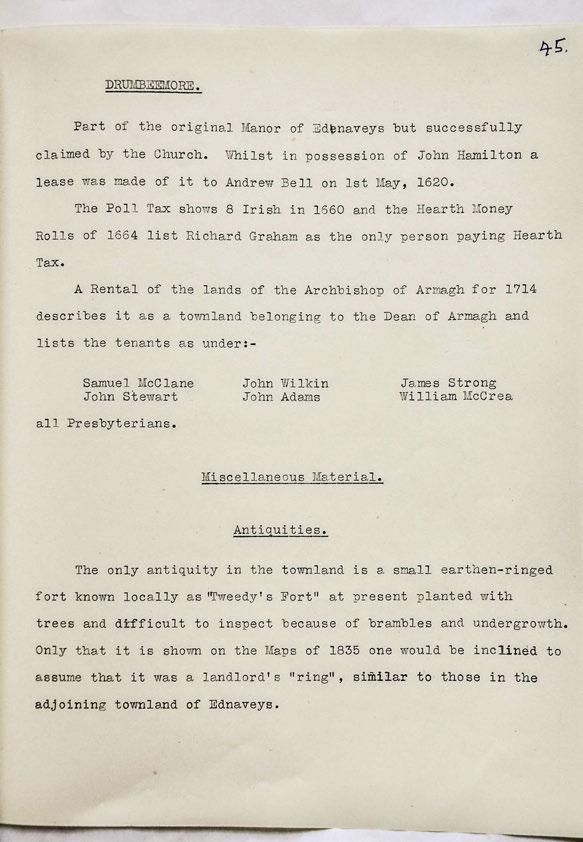 45.
DRUMBEEMORE.
Part of the original Manor of Edenaveys but successfully
claimed by the Church. Whilst in possession of John Hamilton a
lease was made of it to Andrew Bell on 1st May, 1620.
The Poll Tax shows 8 Irish in 1660 and the Hearth Money
Rolls of 1664 list Richard Graham as the only person paying Hearth
Tax.
A Rental of the lands of the Archbishop of Armagh for 1714
describes it as a townland belonging to the Dean of Armagh and
lists the tenants as under:-
Samuel McClane John Wilkin James Strong
John Stewart John Adams William McCrea
all Presbyterians.
Miscellaneous Material.
Antiquities.
The only antiquity in the townland is a small earthen-ringed
fort known locally as "Tweedy's Fort" at present planted with
trees and difficult to inspect because of brambles and undergrowth.
Only that it is shown on the Maps of 1835 one would be inclined to
assume that it was a landlord's "ring", similar to those in the
adjoining townland of Ednaveys.